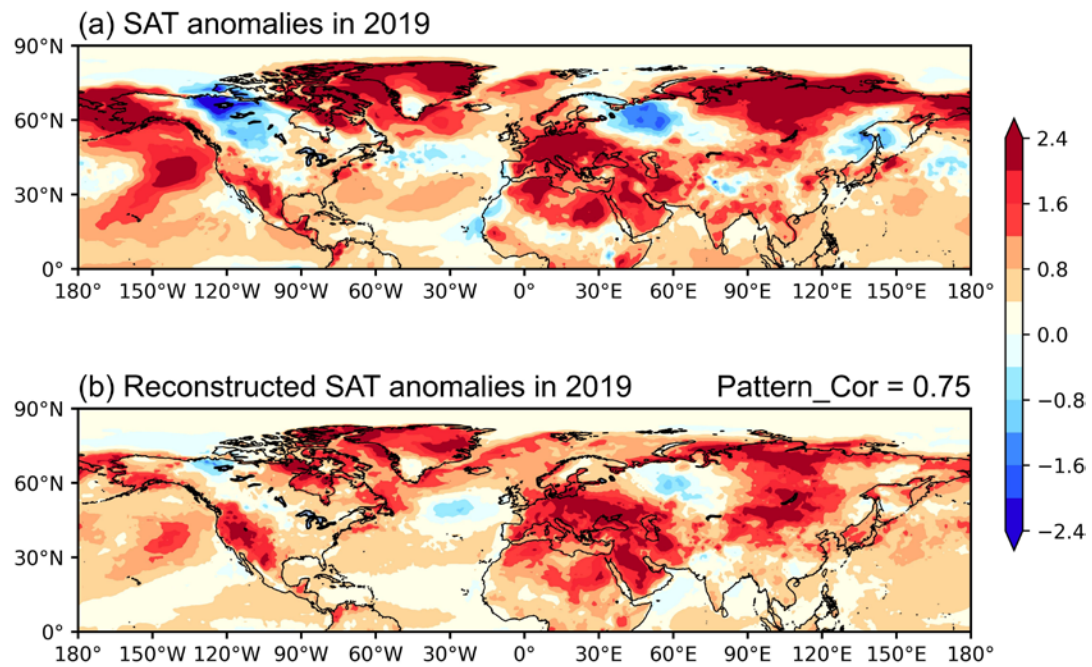 (a) SAT anomalies in 2019
90°N
60°N
30°N
0°
180° 150°W 120°W 90°W 60°W 30°W 0° 30°E 60°E 90°E 120°E 150°E 180°
2.4
1.6
0.8
0.0
−0.8
−1.6
−2.4
(b) Reconstructed SAT anomalies in 2019 Pattern_Cor = 0.75
90°N
60°N
30°N
0°
180° 150°W 120°W 90°W 60°W 30°W 0° 30°E 60°E 90°E 120°E 150°E 180°